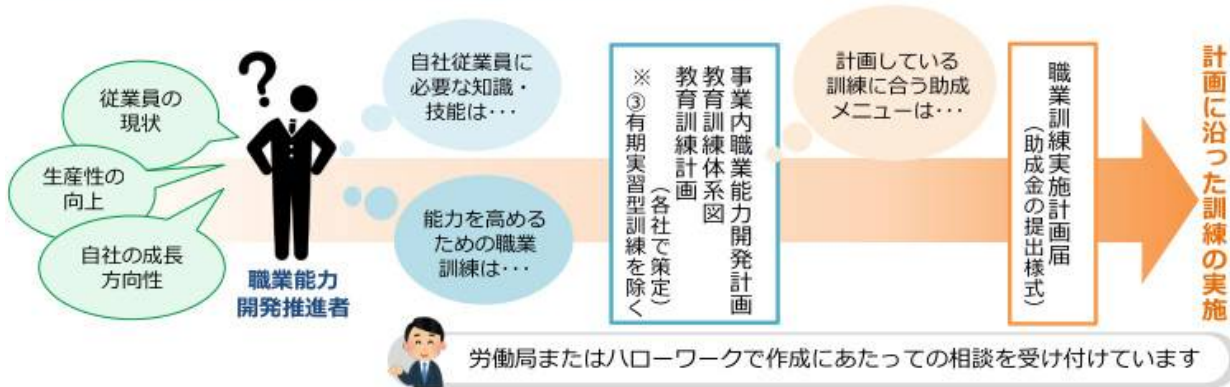 従業員の
現状
生産性の
向上
自社の成長
方向性
?
職業能力
開発推進者
自社従業員に
必要な知識・
技能は・・・
能力を高める
ための職業
訓練は・・・
事業内職業能力開発計画
教育訓練体系図
教育訓練計画
(各社で策定)
※③有期実習型訓練を除く
計画している
訓練に合う助成
メニューは・・・
職業訓練実施計画届
(助成金の提出様式)
計画に沿った訓練の実施
労働局またはハローワークで作成にあたっての相談を受け付けています